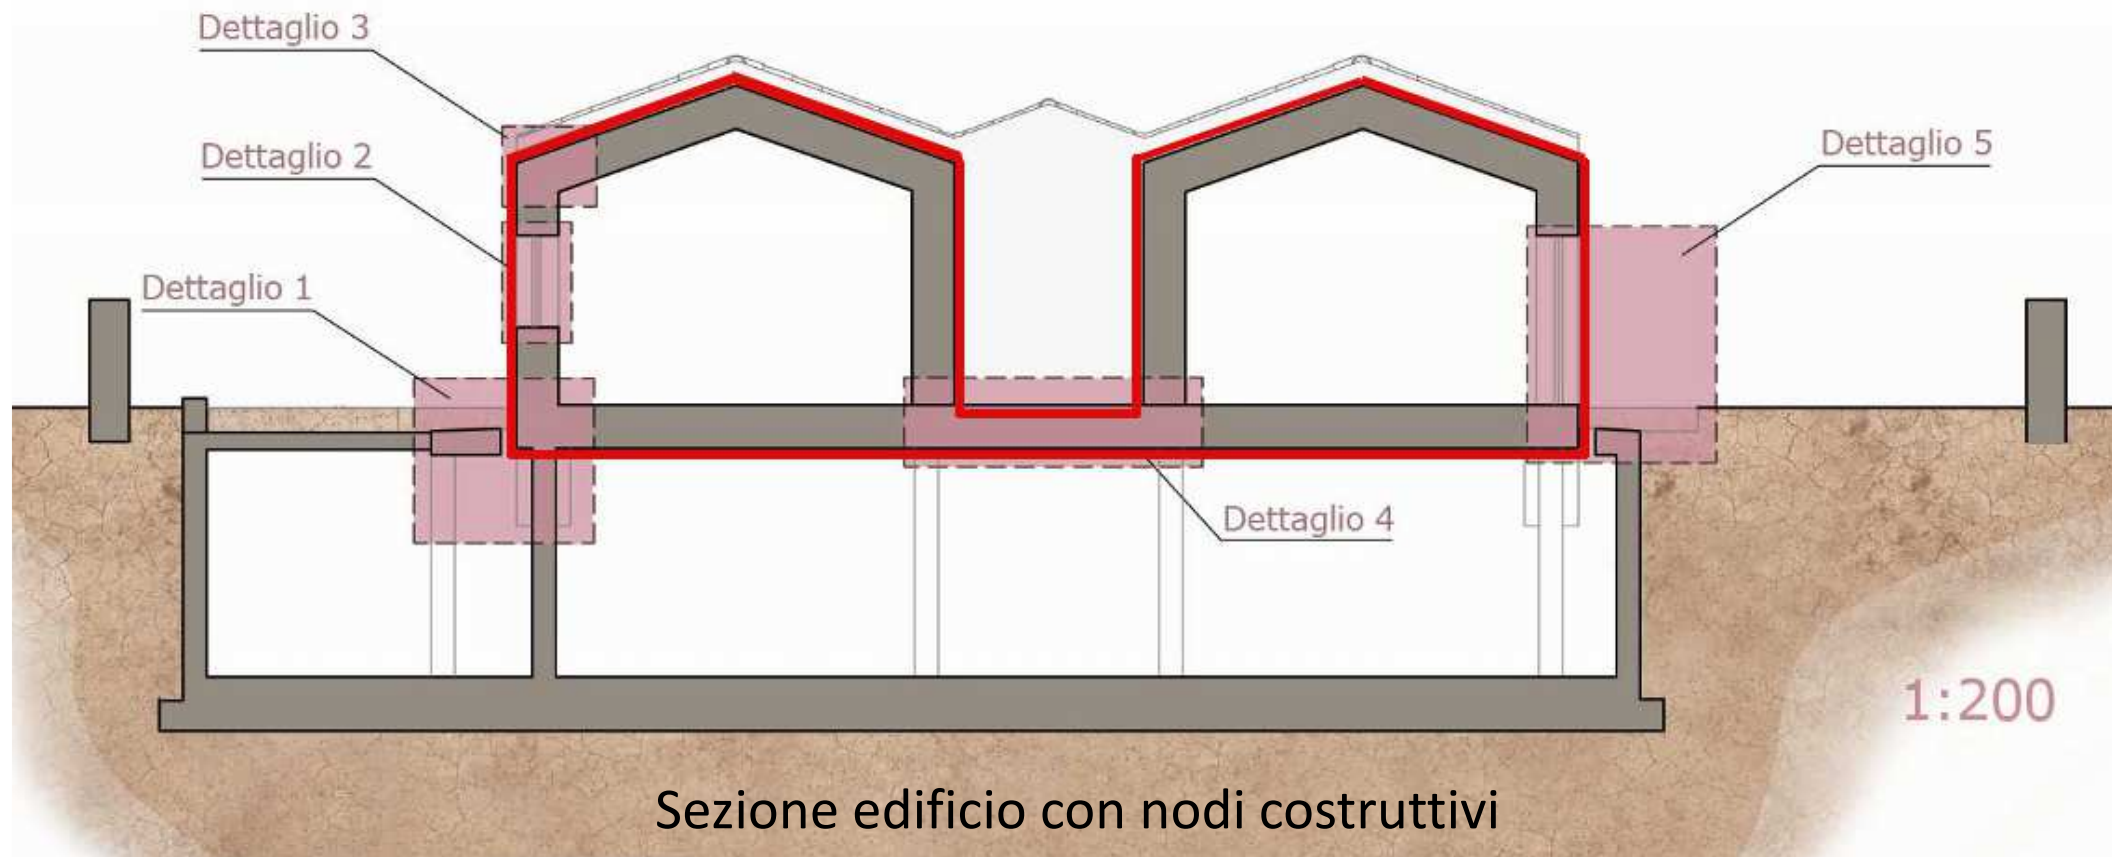 Dettaglio 3
Dettaglio 2
Dettaglio 5
Dettaglio 1
Dettaglio 4
1:200
Sezione edificio con nodi costruttivi